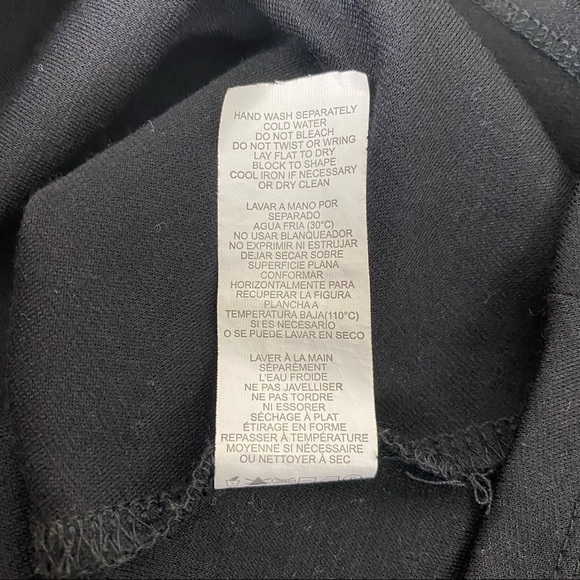 HAND WASH SEPARATELY
COLD WATER
DO NOT BLEACH
DO NOT TWIST OR WRING
LAY FLAT TO DRY
BLOCK TO SHAPE
COOL IRON IF NECESSARY
OR DRY CLEAN
LAVAR A MANO POR
SEPARADO
AGUA FRIA (30°C)
NO USAR BLANQUEADOR
NO EXPRIMIR NI ESTRUJAR
DEJAR SECAR SOBRE
SUPERFICIE PLANA
CONFORMAR
HORIZONTALMENTE PARA
RECUPERAR LA FIGURA
PLANCHA A
TEMPERATURA BAJA(110°C)
SI ES NECESARIO
O SE PUEDE LAVAR EN SECO
LAVER À LA MAIN
SÉPARÉMENT
L'EAU FROIDE
NE PAS JAVELLISER
NE PAS TORDRE
NI ESSORER
SÉCHAGE À PLAT
ÉTIRAGE EN FORME
REPASSER À TEMPÉRATURE
MOYENNE SI NÉCESSAIRE
OU NETTOYER À SEC